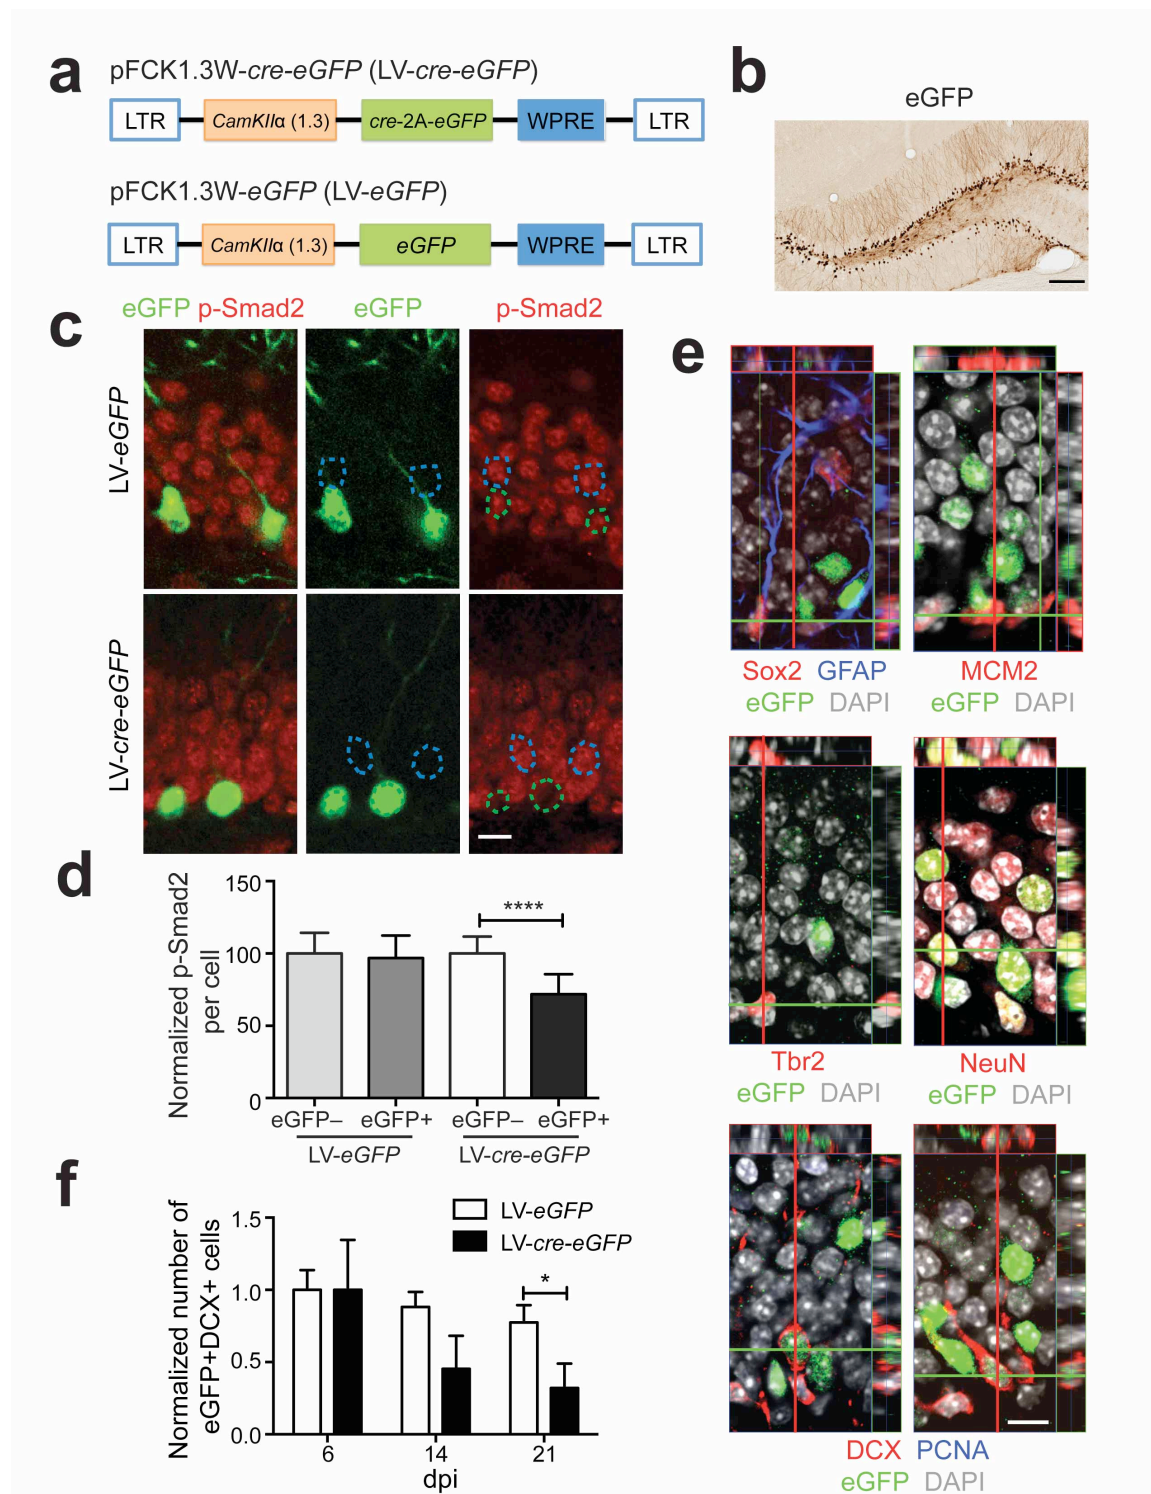 a
pFCK1.3W-cre-eGFP (LV-cre-eGFP)
LTR CamKIIα (1.3) cre-2A-eGFP WPRE LTR
pFCK1.3W-eGFP (LV-eGFP)
LTR CamKIIα (1.3) eGFP WPRE LTR
b
eGFP
c
eGFP p-Smad2 eGFP p-Smad2
LV-eGFP
LV-cre-eGFP
d
Normalized p-Smad2
per cell
150
100
50
0
****
eGFP– eGFP+ eGFP– eGFP+
LV-eGFP LV-cre-eGFP
e
Sox2 GFAP
eGFP DAPI
MCM2
eGFP DAPI
Tbr2
eGFP DAPI
NeuN
eGFP DAPI
DCX PCNA
eGFP DAPI
f
Normalized number of
eGFP+DCX+ cells
1.5
1.0
0.5
0.0
LV-eGFP
LV-cre-eGFP
*
6 14 21
dpi